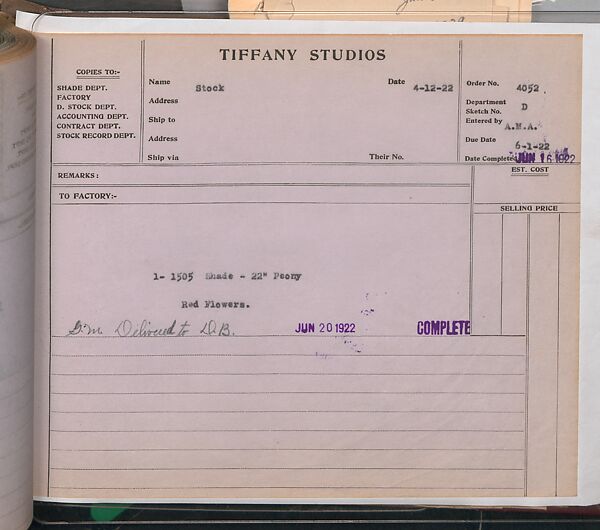 TIFFANY STUDIOS
COPIES TO:-
SHADE DEPT.
FACTORY
D. STOCK DEPT.
ACCOUNTING DEPT.
CONTRACT DEPT.
STOCK RECORD DEPT.
Name Stock Date 4-12-22
Address
Ship to
Address
Ship via Their No.
Order No. 4052
Department D
Sketch No.
Entered by A.M.A.
Due Date 6-1-22
Date Completed JUN 16 1922
REMARKS:
EST. COST
TO FACTORY:-
SELLING PRICE
1- 1505 Shade - 22" Peony
Red Flowers.
Delivered to D.B. JUN 20 1922 COMPLETE